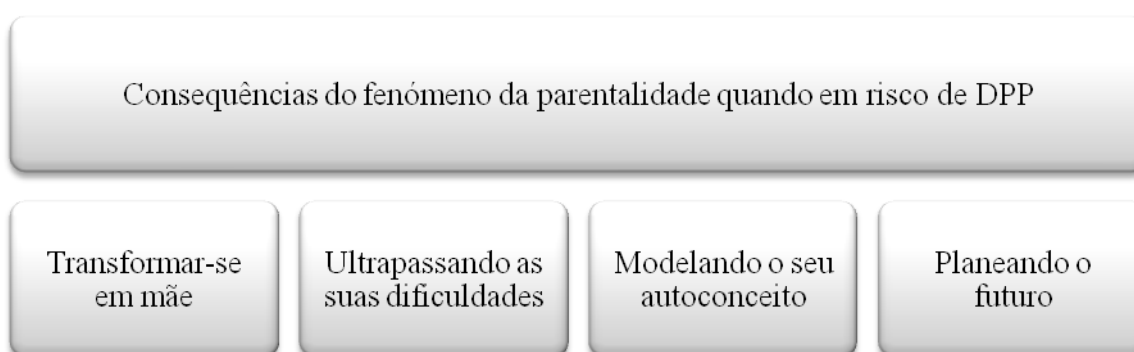 Consequências do fenómeno da parentalidade quando em risco de DPP
Transformar-se
em mãe
Ultrapassando as
suas dificuldades
Modelando o seu
autoconceito
Planeando o
futuro